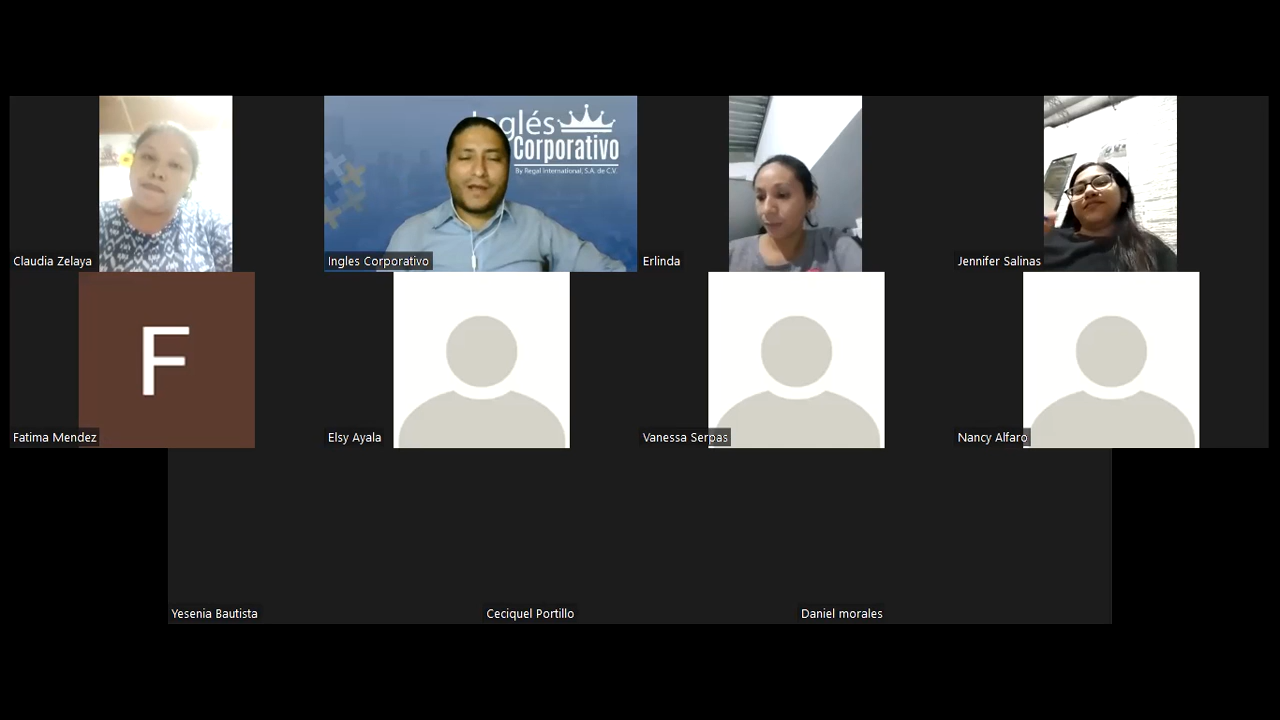 Inglés
Corporativo
By Regal International, S.A. de C.V.
Claudia Zelaya
Ingles Corporativo
Erlinda
Jennifer Salinas
F
Fatima Mendez
Elsy Ayala
Vanessa Serpas
Nancy Alfaro
Yesenia Bautista
Ceciquel Portillo
Daniel morales